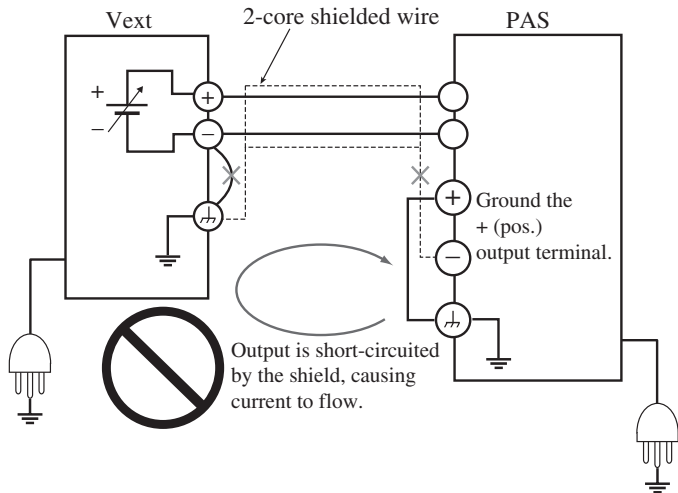 Vext
2-core shielded wire
PAS
+
−
+
−
+
−
Ground the
+ (pos.)
output terminal.
Output is short-circuited
by the shield, causing
current to flow.